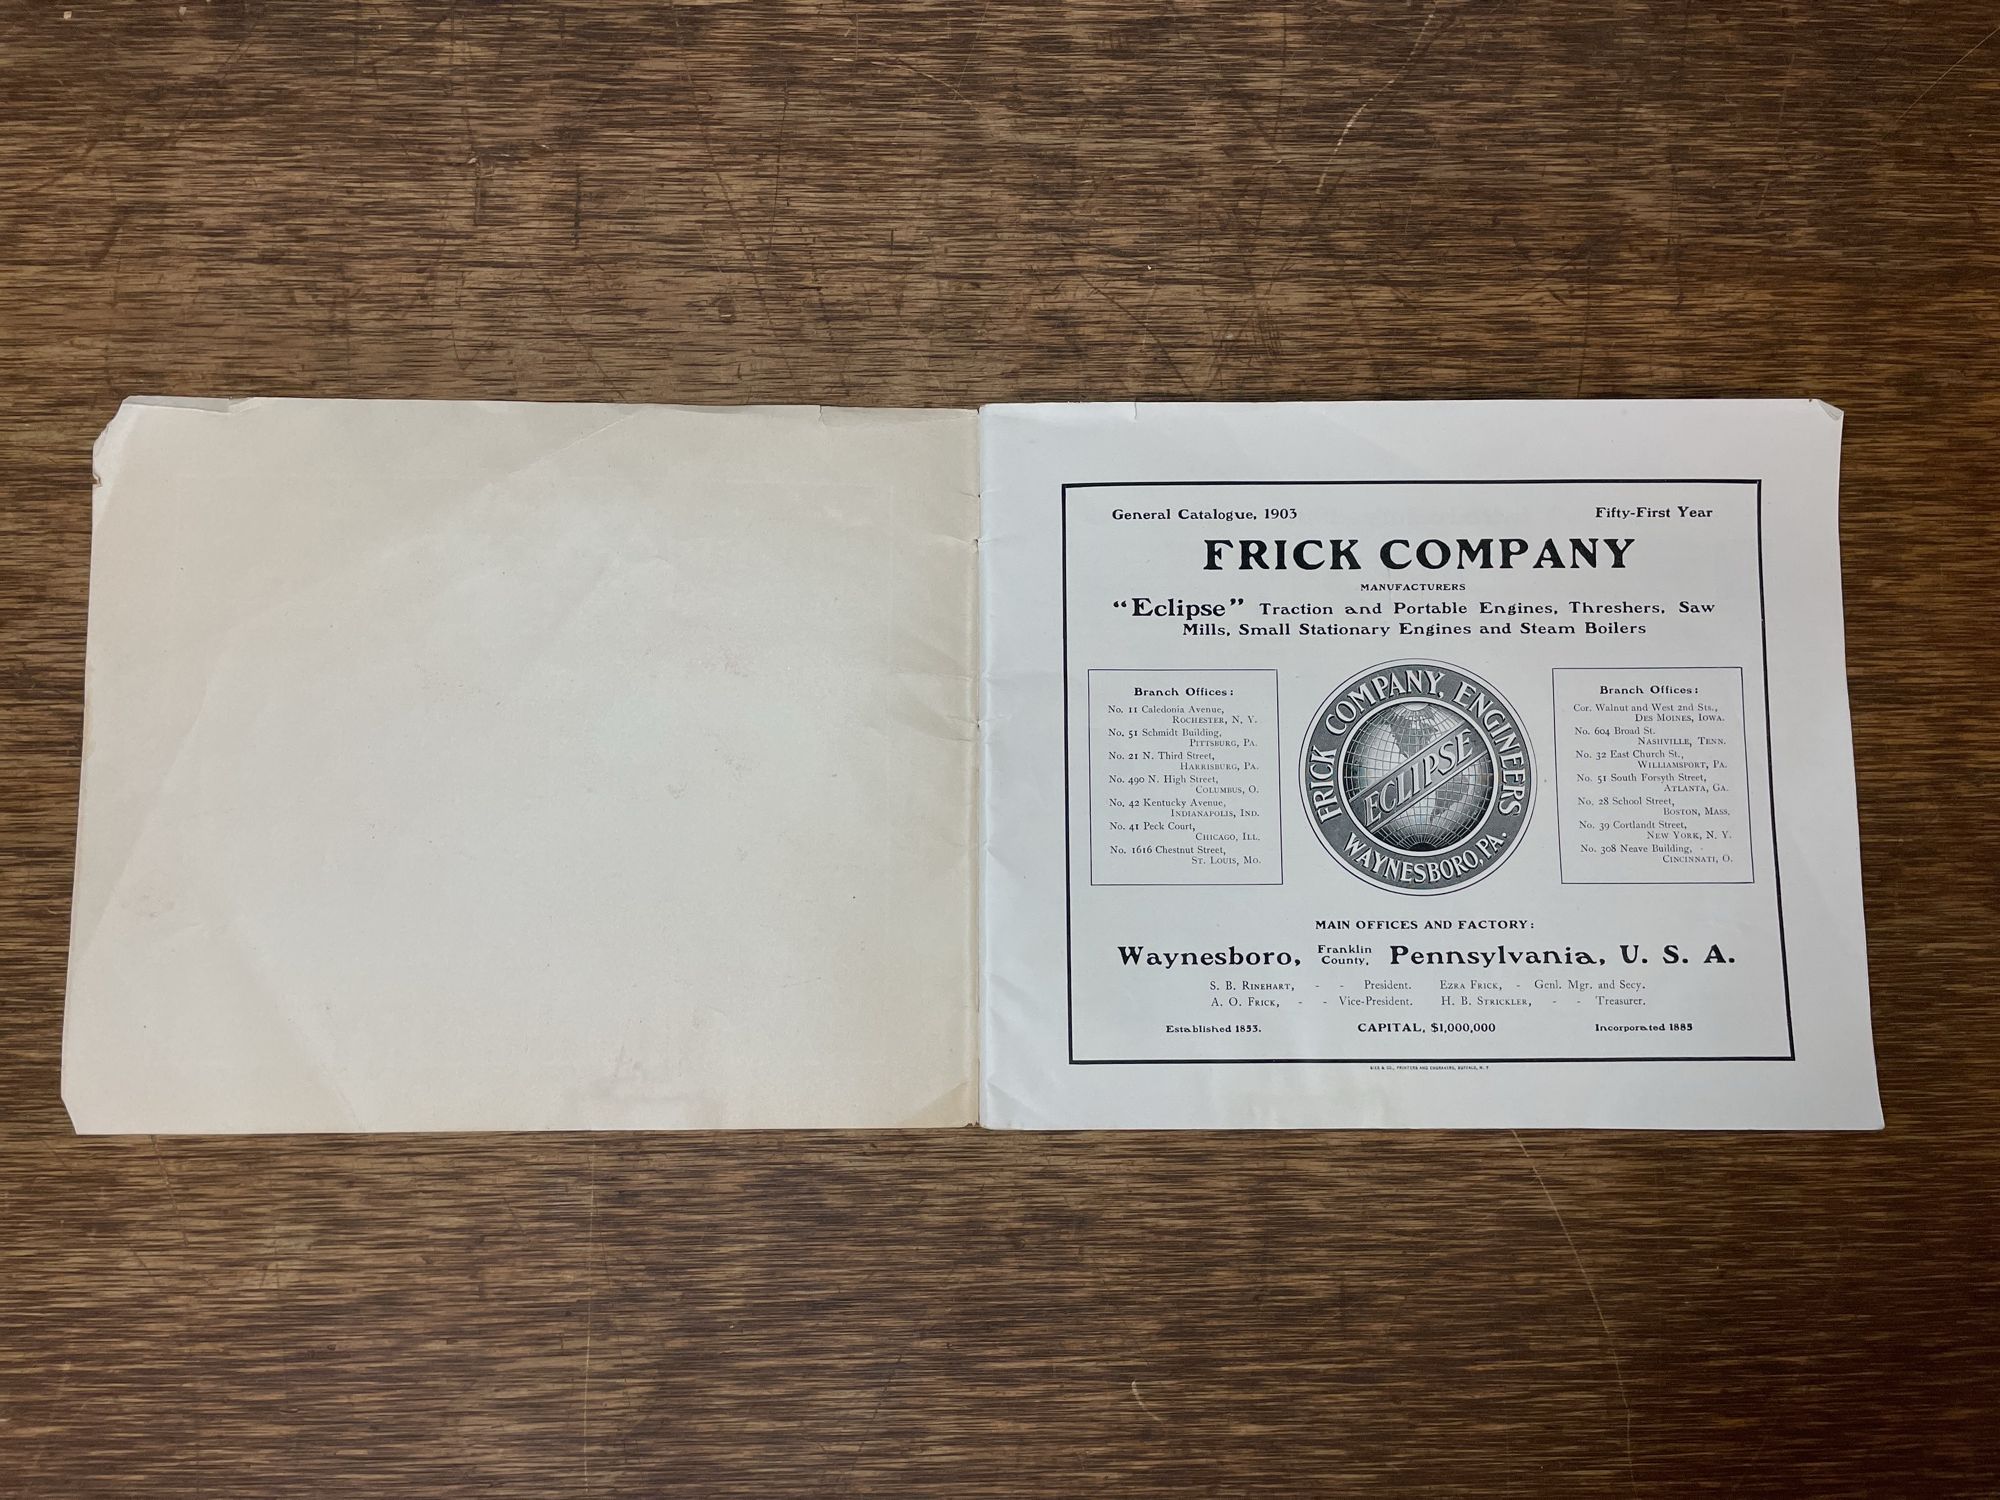 General Catalogue, 1903 Fifty-First Year
FRICK COMPANY
MANUFACTURERS
“Eclipse” Traction and Portable Engines, Threshers, Saw
Mills, Small Stationary Engines and Steam Boilers
Branch Offices:
No. 11 Caledonia Avenue,
ROCHESTER, N. Y.
No. 51 Schmidt Building,
PITTSBURG, PA.
No. 21 N. Third Street,
HARRISBURG, PA.
No. 490 N. High Street,
COLUMBUS, O.
No. 42 Kentucky Avenue,
INDIANAPOLIS, IND.
No. 41 Peck Court,
CHICAGO, ILL.
No. 1616 Chestnut Street,
ST. LOUIS, MO.
FRICK COMPANY, ENGINEERS
ECLIPSE
WAYNESBORO, PA.
Branch Offices:
Cor. Walnut and West 2nd Sts.,
DES MOINES, IOWA.
No. 604 Broad St.
NASHVILLE, TENN.
No. 32 East Church St.,
WILLIAMSPORT, PA.
No. 51 South Forsyth Street,
ATLANTA, GA.
No. 28 School Street,
BOSTON, MASS.
No. 39 Cortlandt Street,
NEW YORK, N. Y.
No. 308 Neave Building,
CINCINNATI, O.
MAIN OFFICES AND FACTORY:
Waynesboro, Franklin County, Pennsylvania, U. S. A.
S. B. RINEHART, - - President. EZRA FRICK, - Genl. Mgr. and Secy.
A. O. FRICK, - - Vice-President. H. B. STRICKLER, - - Treasurer.
Established 1853. CAPITAL, $1,000,000 Incorporated 1885
& CO., PRINTERS AND ENGRAVERS, BUFFALO, N. Y.